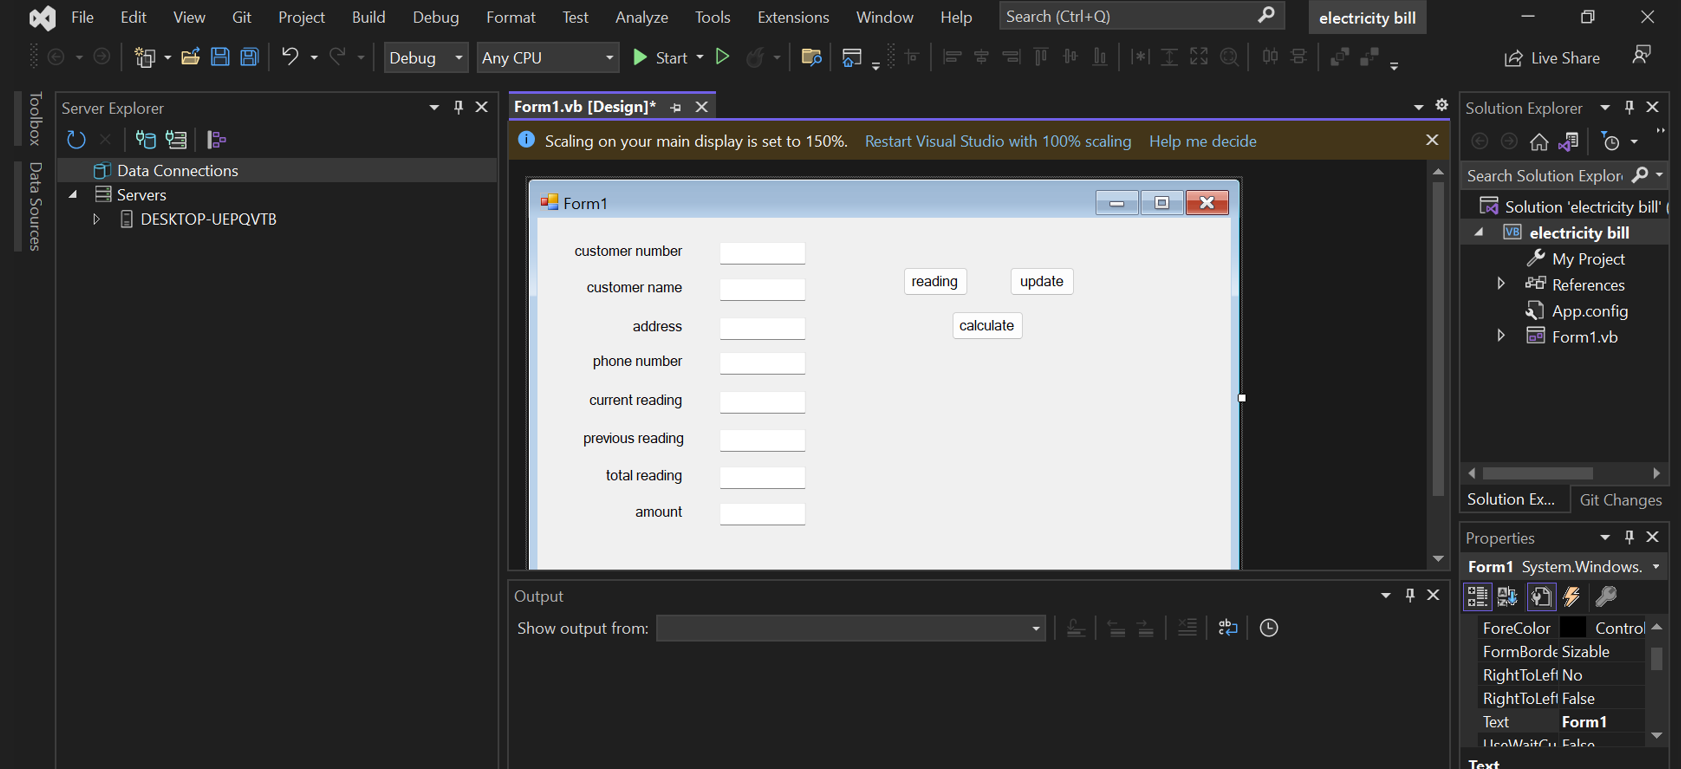 File Edit View Git Project Build Debug Format Test Analyze Tools Extensions Window Help Search (Ctrl+Q) electricity bill
Debug Any CPU Start Live Share
Toolbox
Data Sources
Server Explorer
Data Connections
Servers
DESKTOP-UEPQVTB
Form1.vb [Design]*
Scaling on your main display is set to 150%. Restart Visual Studio with 100% scaling Help me decide
Form1
customer number
customer name
address
phone number
current reading
previous reading
total reading
amount
reading update
calculate
Output
Show output from:
Solution Explorer
Search Solution Explor
Solution 'electricity bill' (
VB electricity bill
My Project
References
App.config
Form1.vb
Solution Ex... Git Changes
Properties
Form1 System.Windows.
ForeColor Control
FormBorde Sizable
RightToLeft No
RightToLeft False
Text Form1
UseWaitCu False
Text